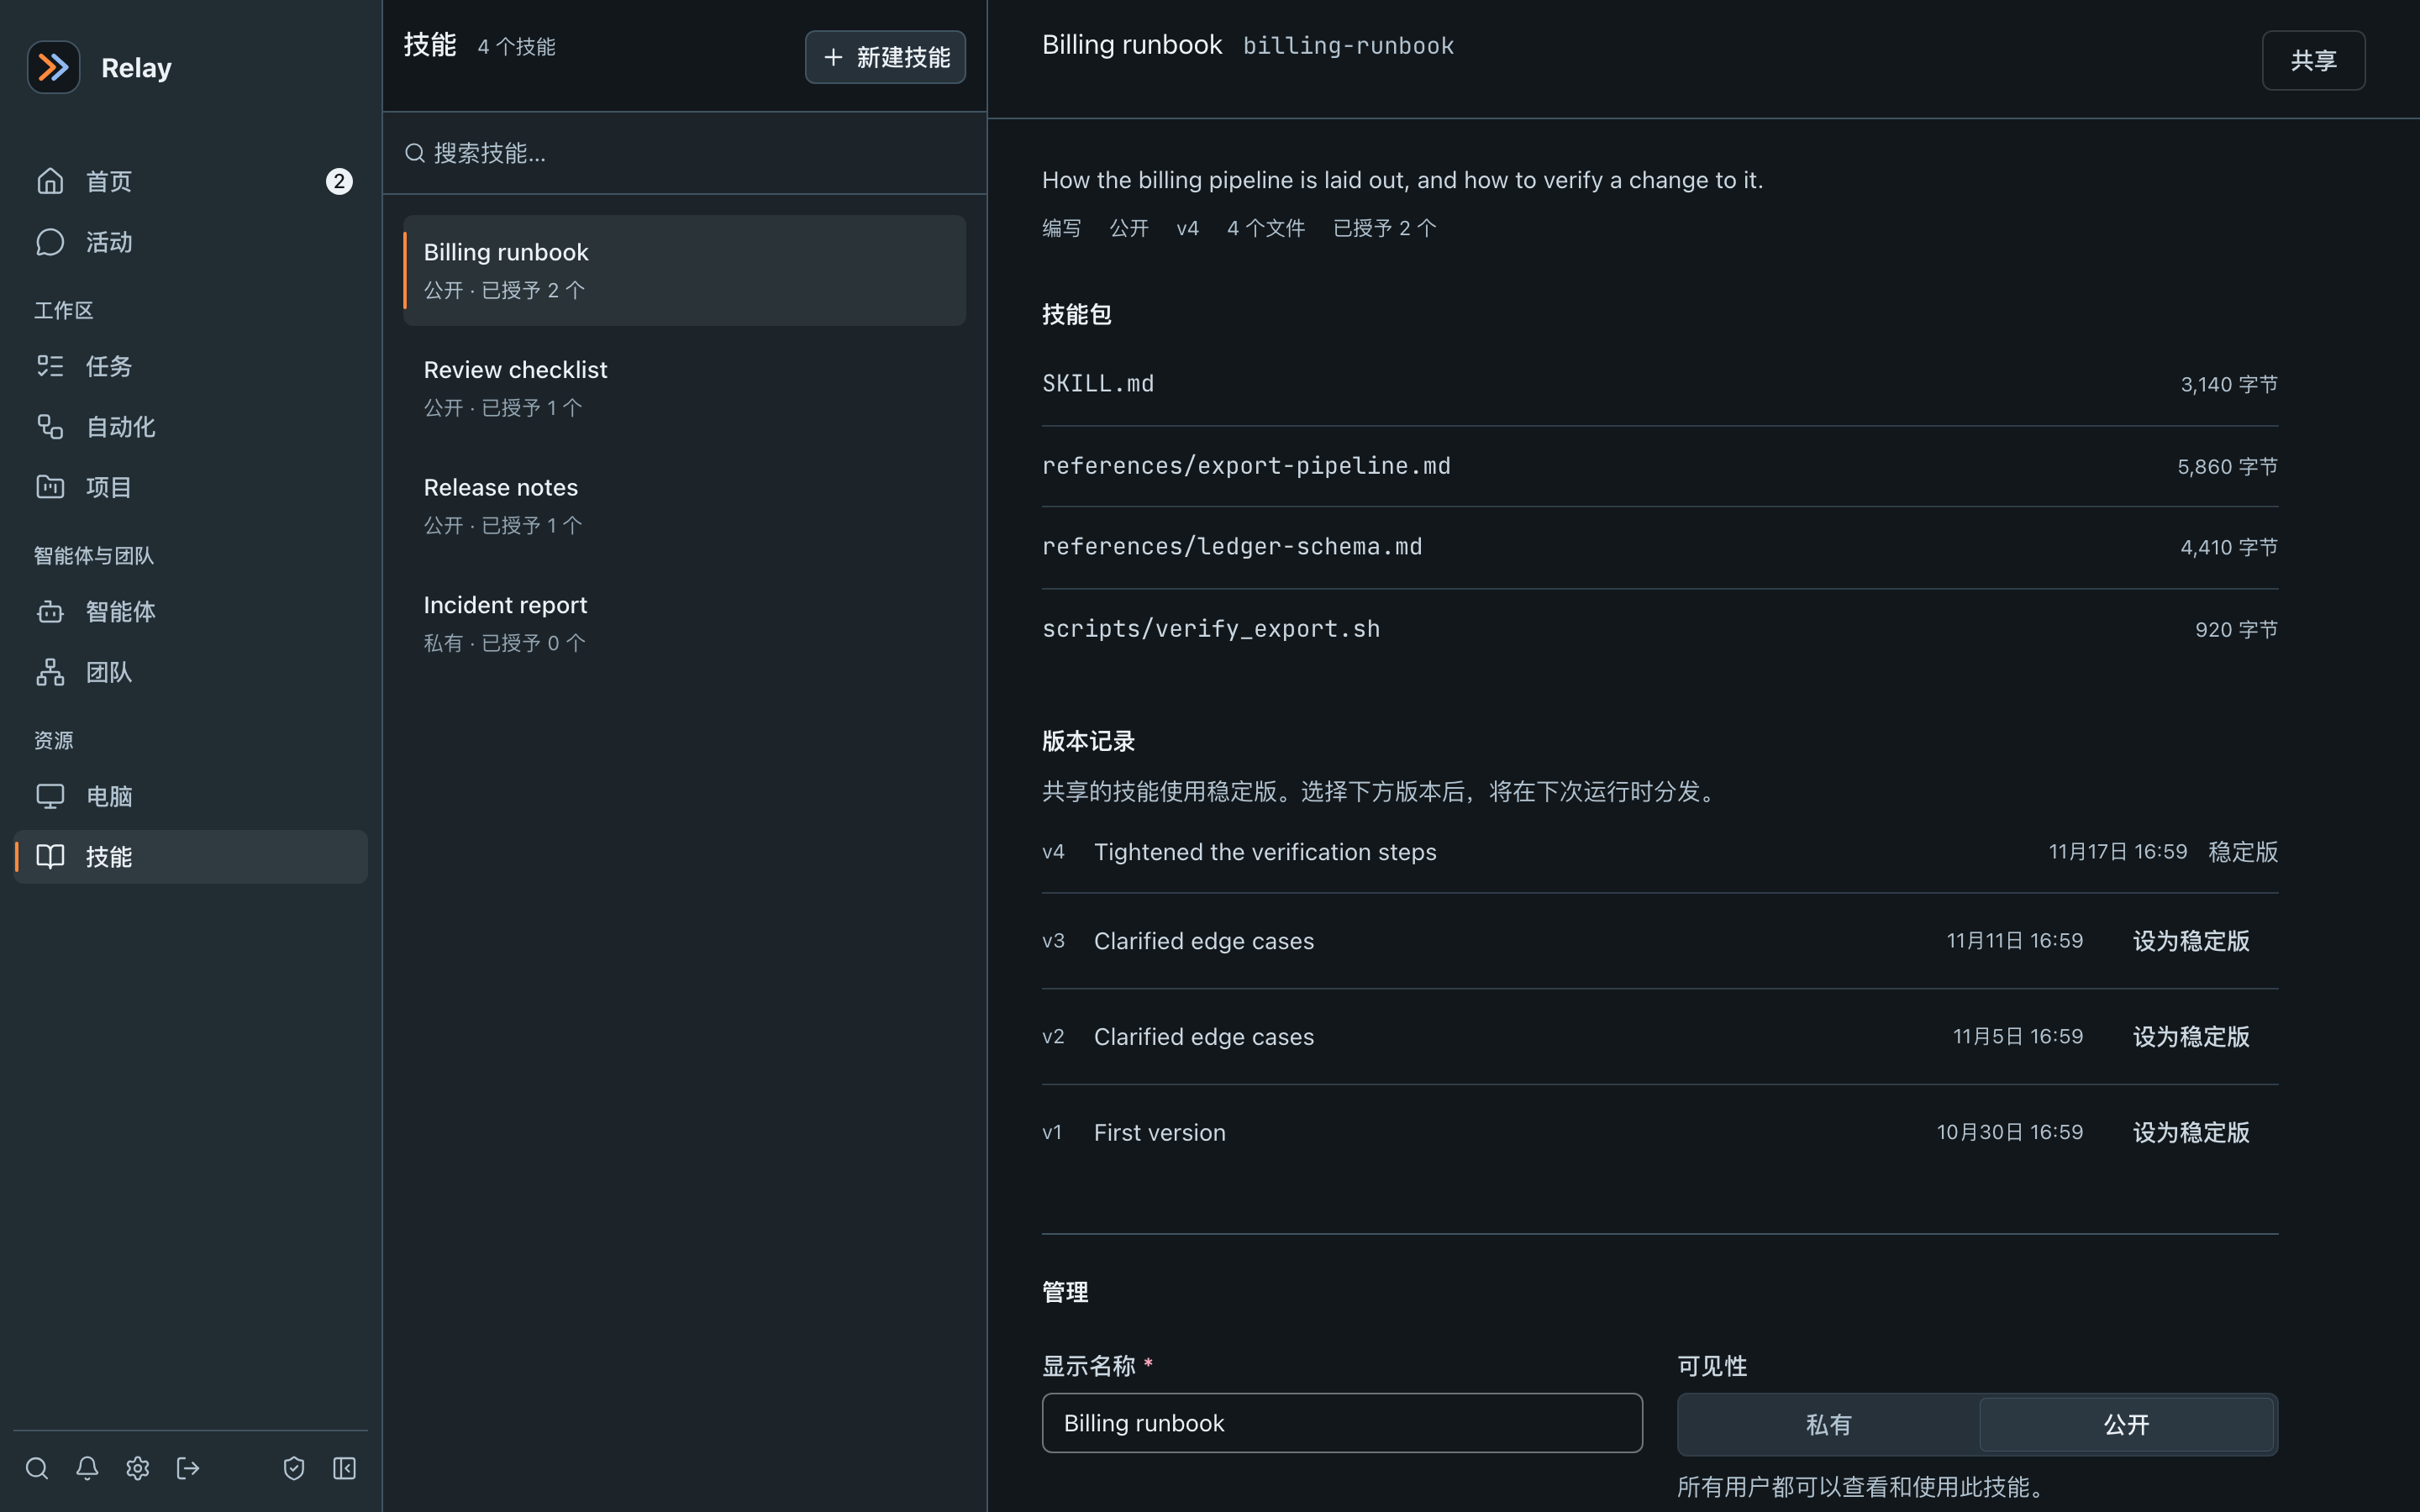 Relay
首页
2
活动
工作区
任务
自动化
项目
智能体与团队
智能体
团队
资源
电脑
技能
技能 4 个技能
新建技能
搜索技能...
Billing runbook
公开 · 已授予 2 个
Review checklist
公开 · 已授予 1 个
Release notes
公开 · 已授予 1 个
Incident report
私有 · 已授予 0 个
Billing runbook billing-runbook
共享
How the billing pipeline is laid out, and how to verify a change to it.
编写 公开 v4 4 个文件 已授予 2 个
技能包
SKILL.md 3,140 字节
references/export-pipeline.md 5,860 字节
references/ledger-schema.md 4,410 字节
scripts/verify_export.sh 920 字节
版本记录
共享的技能使用稳定版。选择下方版本后，将在下次运行时分发。
v4 Tightened the verification steps 11月17日 16:59 稳定版
v3 Clarified edge cases 11月11日 16:59 设为稳定版
v2 Clarified edge cases 11月5日 16:59 设为稳定版
v1 First version 10月30日 16:59 设为稳定版
管理
显示名称 *
Billing runbook
可见性
私有 公开
所有用户都可以查看和使用此技能。